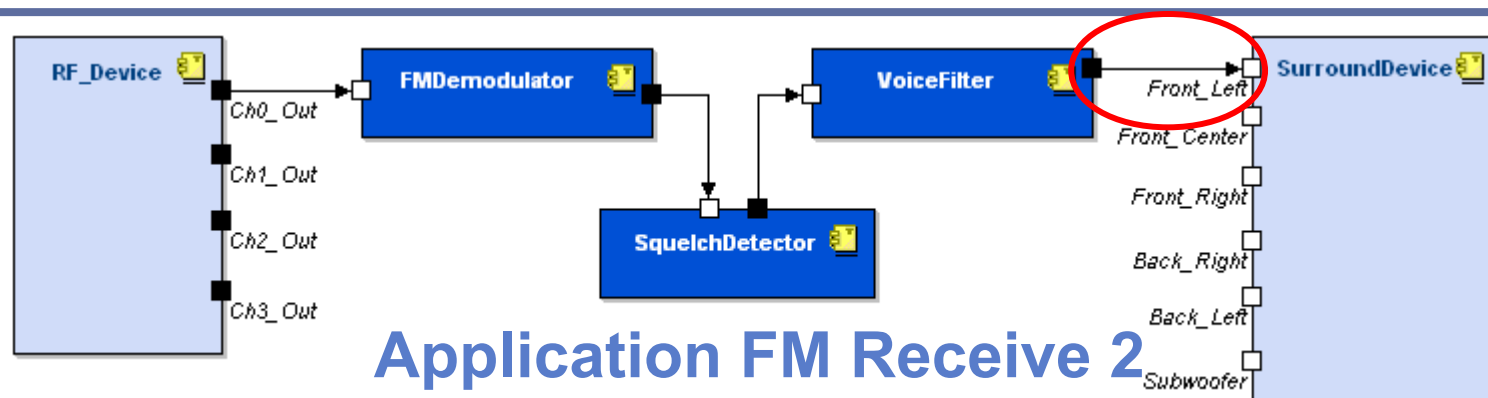 RF_Device
FMDemodulator
VoiceFilter
SurroundDevice
Ch0_Out
Front_Left
Front_Center
Ch1_Out
Front_Right
SquelchDetector
Ch2_Out
Back_Right
Ch3_Out
Back_Left
Application FM Receive 2
Subwoofer